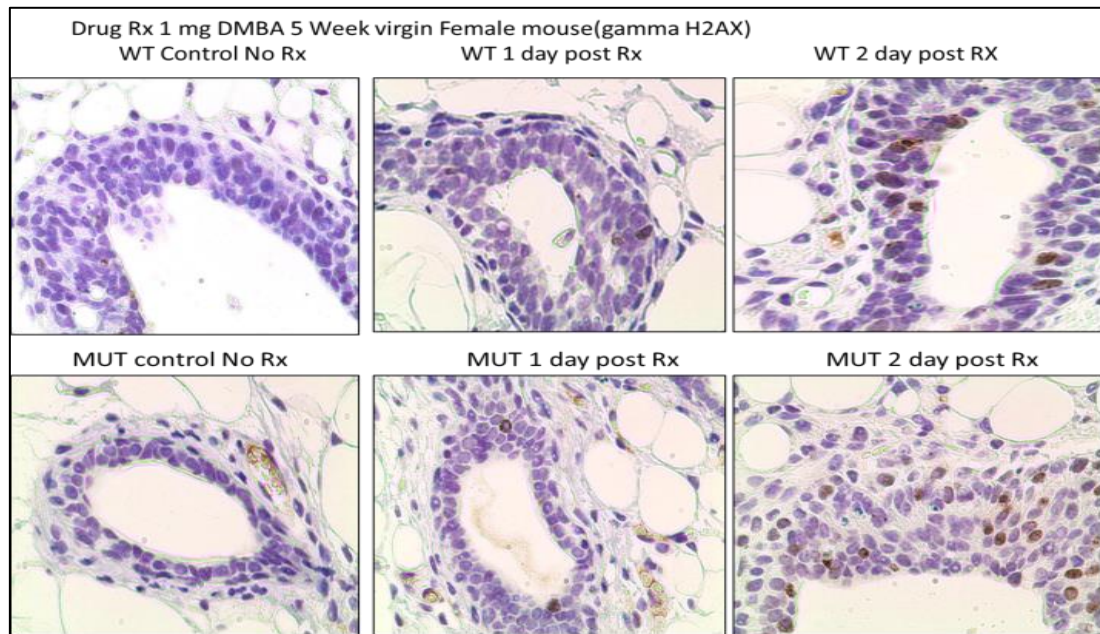 Drug Rx 1 mg DMBA 5 Week virgin Female mouse(gamma H2AX)
WT Control No Rx
WT 1 day post Rx
WT 2 day post RX
MUT control No Rx
MUT 1 day post Rx
MUT 2 day post Rx